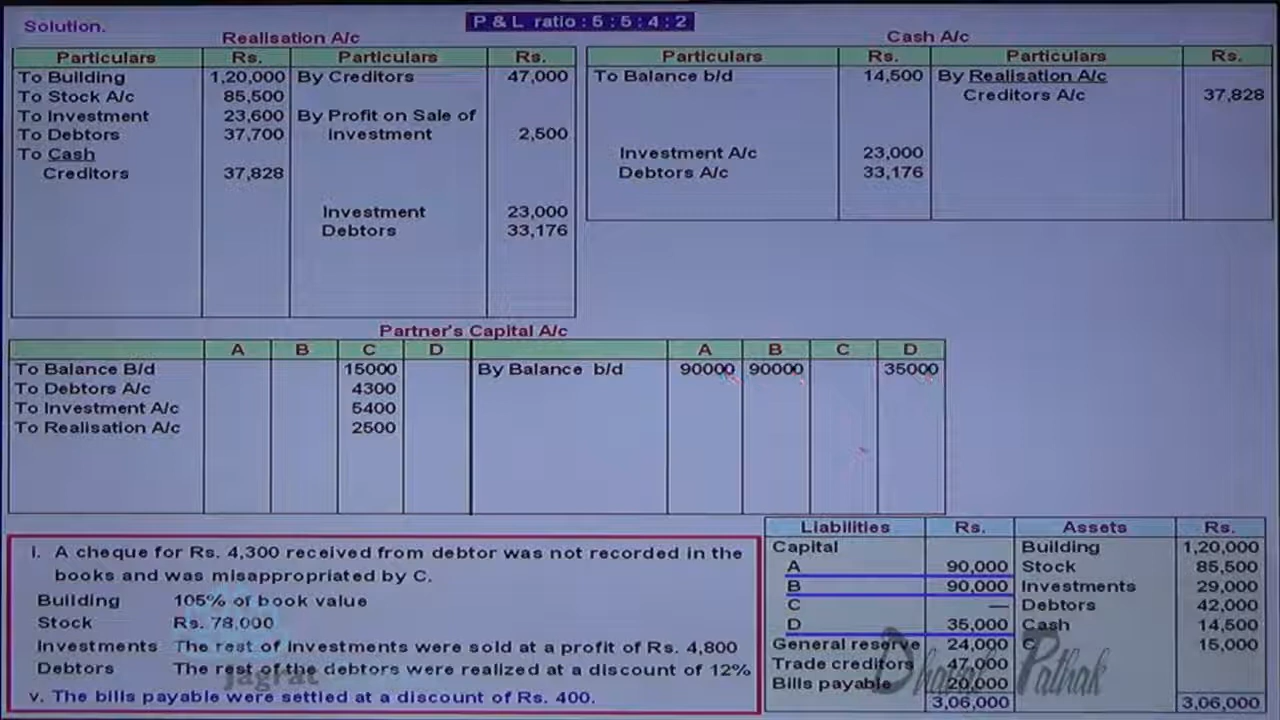 Solution.
P & L ratio : 5 : 5 : 4 : 2
Realisation A/c
Particulars Rs. Particulars Rs.
To Building 1,20,000 By Creditors 47,000
To Stock A/c 85,500
To Investment 23,600 By Profit on Sale of
To Debtors 37,700 Investment 2,500
To Cash
Creditors 37,828
Investment 23,000
Debtors 33,176
Cash A/c
Particulars Rs. Particulars Rs.
To Balance b/d 14,500 By Realisation A/c
Creditors A/c 37,828
Investment A/c 23,000
Debtors A/c 33,176
Partner's Capital A/c
A B C D A B C D
To Balance B/d 15000 By Balance b/d 90000 90000 35000
To Debtors A/c 4300
To Investment A/c 5400
To Realisation A/c 2500
i. A cheque for Rs. 4,300 received from debtor was not recorded in the
books and was misappropriated by C.
Building 105% of book value
Stock Rs. 78,000
Investments The rest of Investments were sold at a profit of Rs. 4,800
Debtors The rest of the debtors were realized at a discount of 12%
v. The bills payable were settled at a discount of Rs. 400.
Liabilities Rs. Assets Rs.
Capital Building 1,20,000
A 90,000 Stock 85,500
B 90,000 Investments 29,000
C — Debtors 42,000
D 35,000 Cash 14,500
General reserve 24,000 C 15,000
Trade creditors 47,000
Bills payable 20,000
3,06,000 3,06,000
jagrat
Pathak